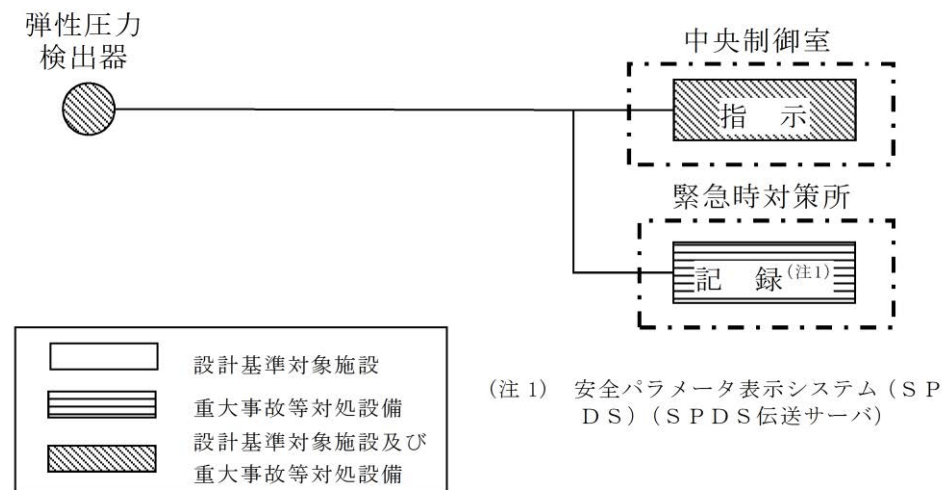 弾性圧力
検出器
中央制御室
指 示
緊急時対策所
記 録(注1)
設計基準対象施設
重大事故等対処設備
設計基準対象施設及び
重大事故等対処設備
(注 1) 安全パラメータ表示システム(SP
DS)(SPDS伝送サーバ)